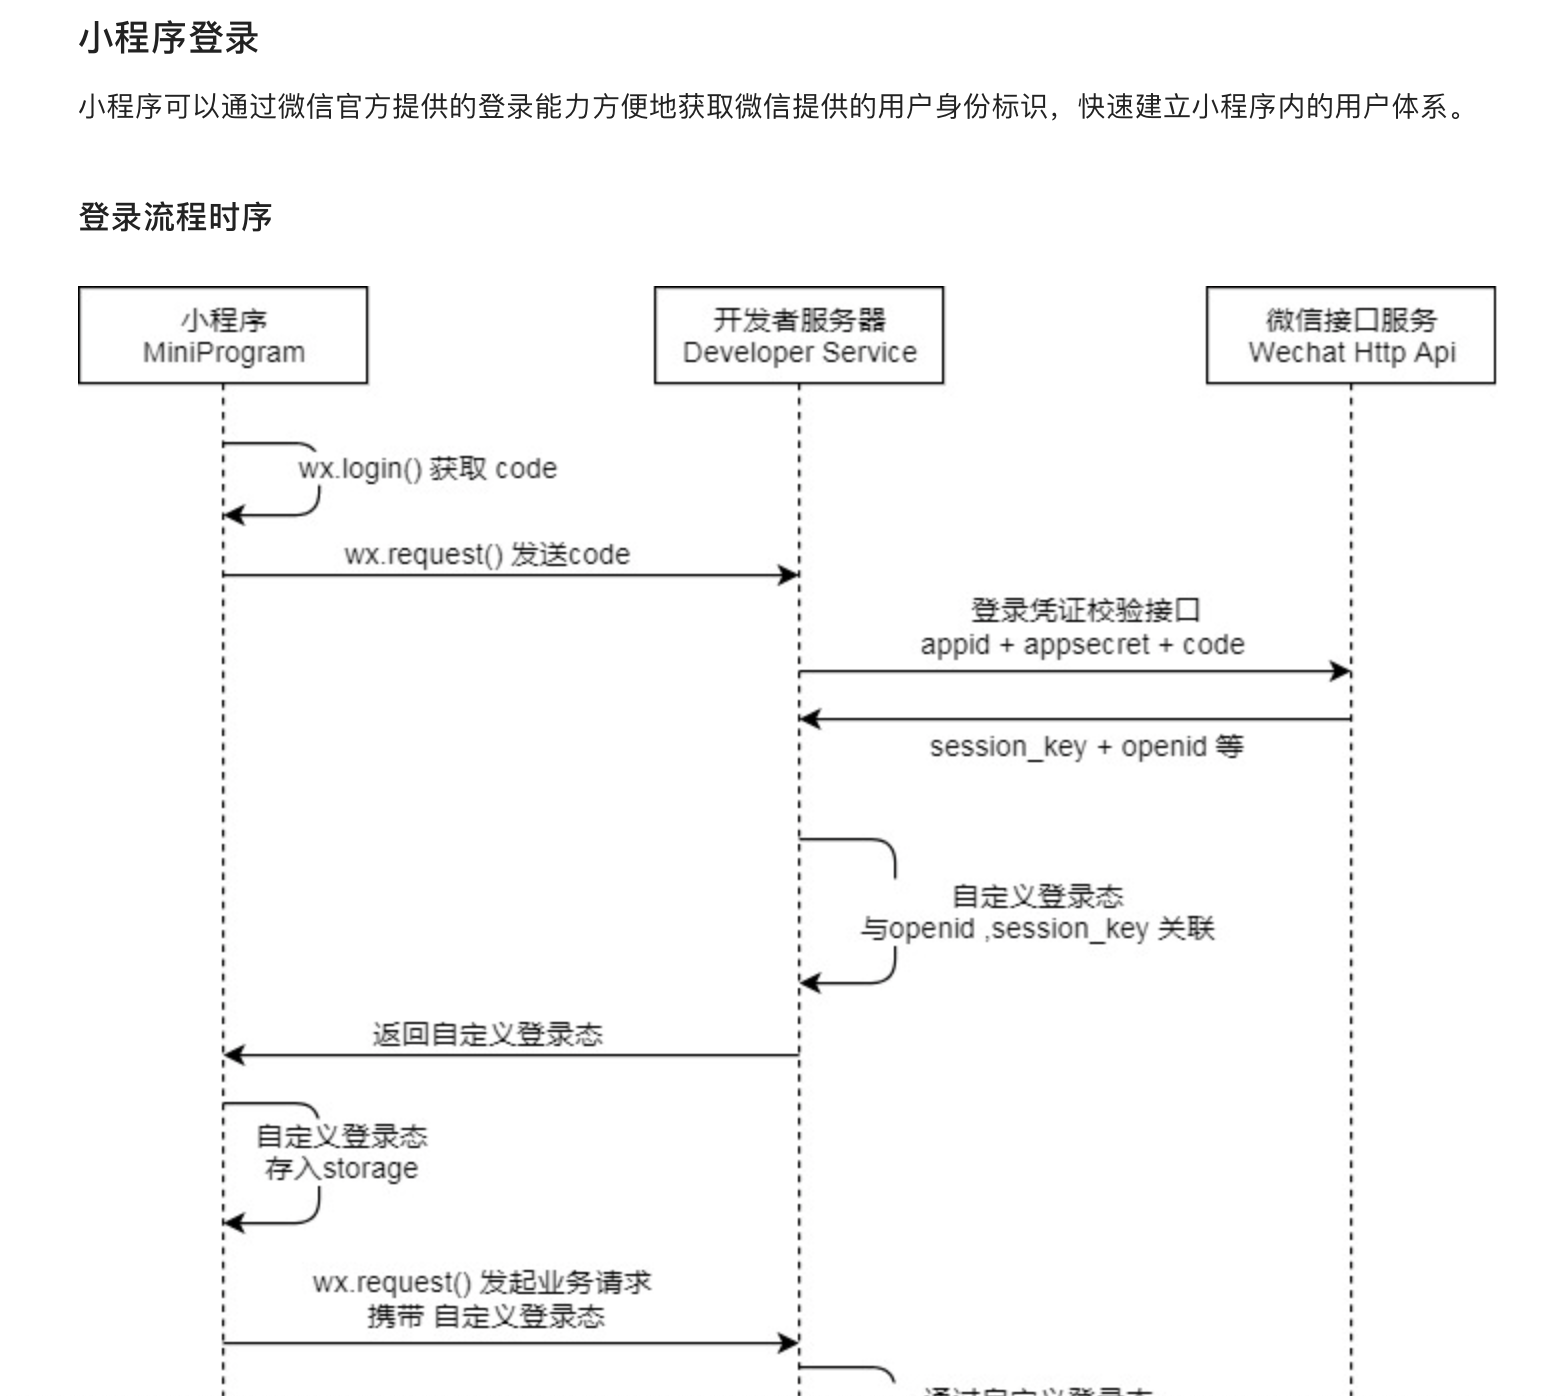 小程序登录
小程序可以通过微信官方提供的登录能力方便地获取微信提供的用户身份标识，快速建立小程序内的用户体系。
登录流程时序
小程序
MiniProgram
开发者服务器
Developer Service
微信接口服务
Wechat Http Api
wx.login() 获取 code
wx.request() 发送code
登录凭证校验接口
appid + appsecret + code
session_key + openid 等
自定义登录态
与openid ,session_key 关联
返回自定义登录态
自定义登录态
存入storage
wx.request() 发起业务请求
携带 自定义登录态
通过自定义登录态